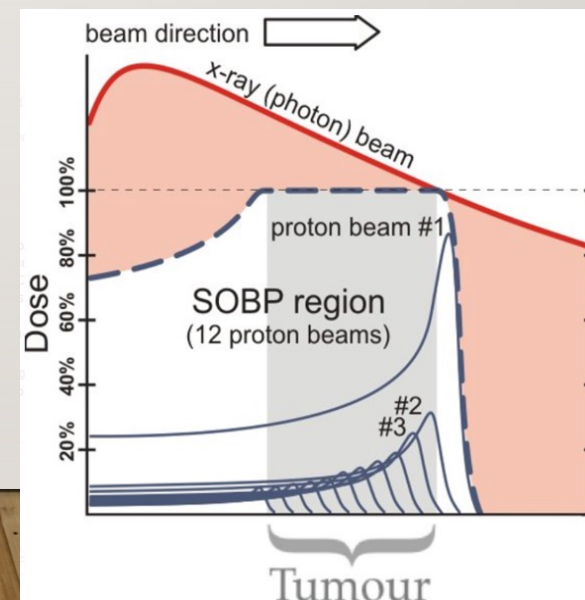 beam direction
x-ray (photon) beam
100%
80%
60%
40%
20%
Dose
proton beam #1
SOBP region
(12 proton beams)
#2
#3
Tumour